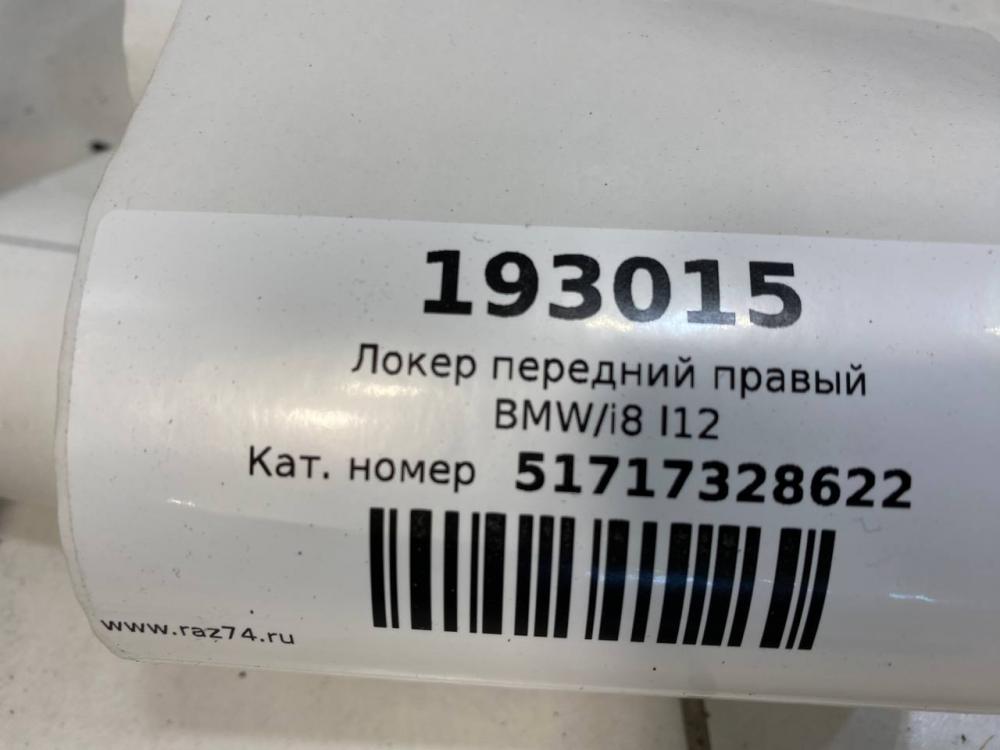 193015
Локер передний правый
BMW/i8 I12
Кат. номер 51717328622
www.raz74.ru